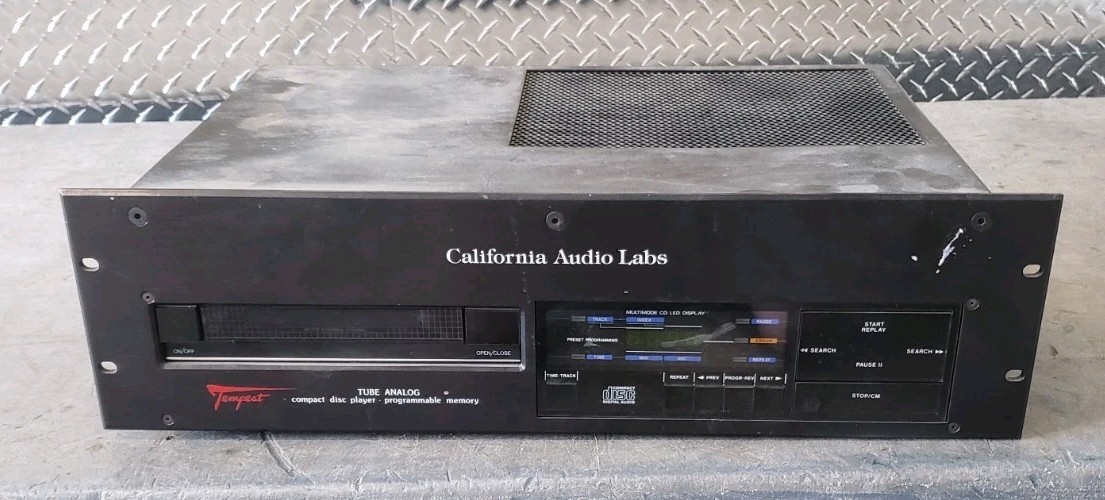 California Audio Labs
ON/OFF
OPEN/CLOSE
Tempest
TUBE ANALOG
compact disc player · programmable memory
MULTIMODE CD LED DISPLAY
TRACK
INDEX
PAUSE
PRESET PROGRAMMING
ERROR
TIME
MIN
SEC
REPEAT
TIME TRACK
REPEAT
◀◀ PREV
PROGR-REV
NEXT ▶▶
COMPACT
disc
DIGITAL AUDIO
START
REPLAY
◀◀ SEARCH
SEARCH ▶▶
PAUSE II
STOP/CM